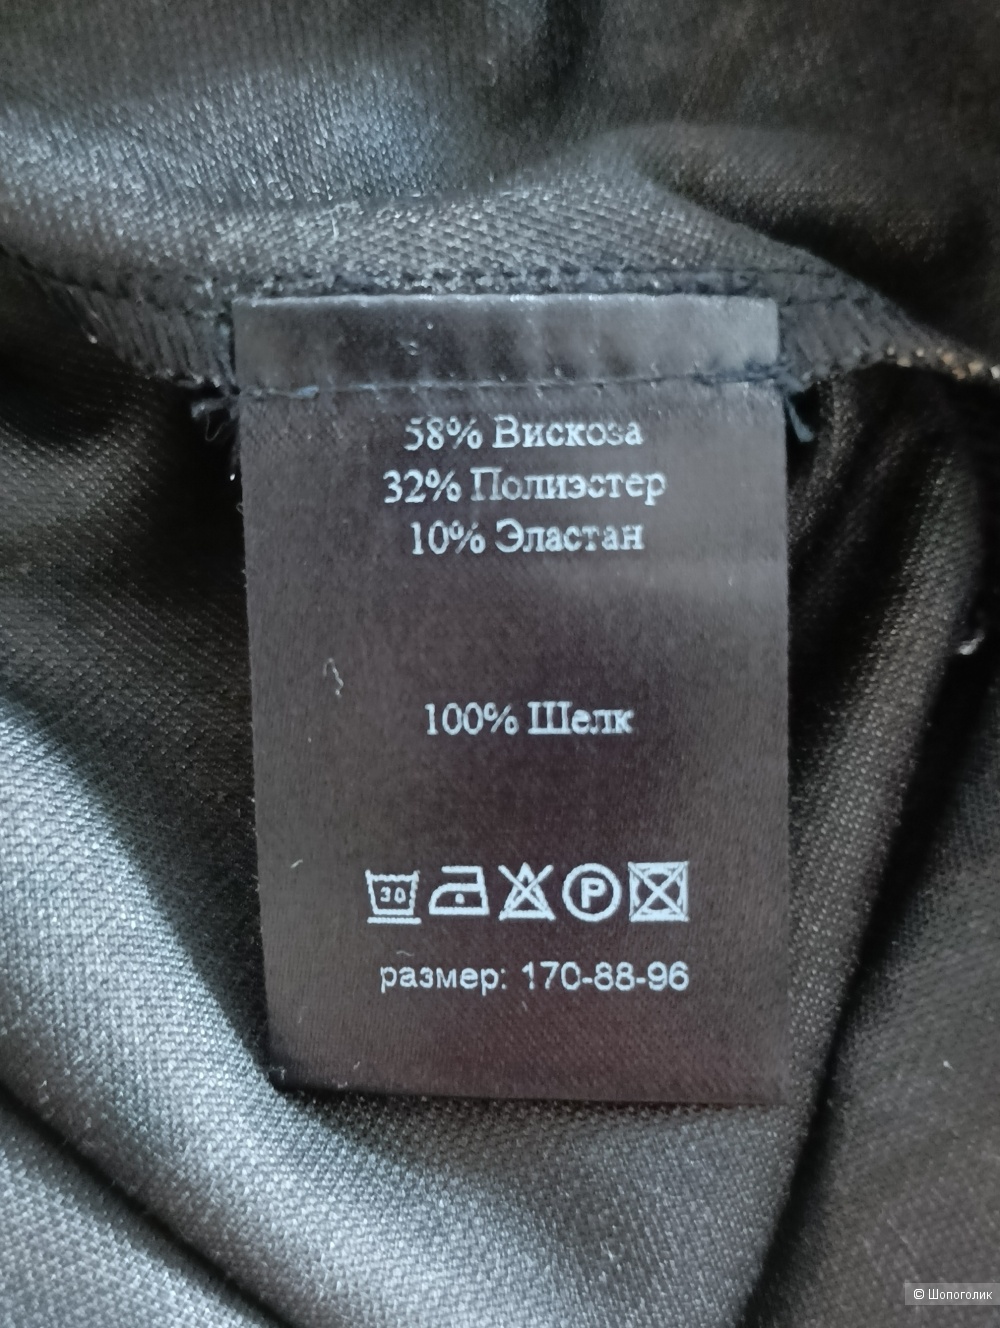 58% Вискоза
32% Полиэстер
10% Эластан
100% Шелк
30
P
размер: 170-88-96
© Шопоголик